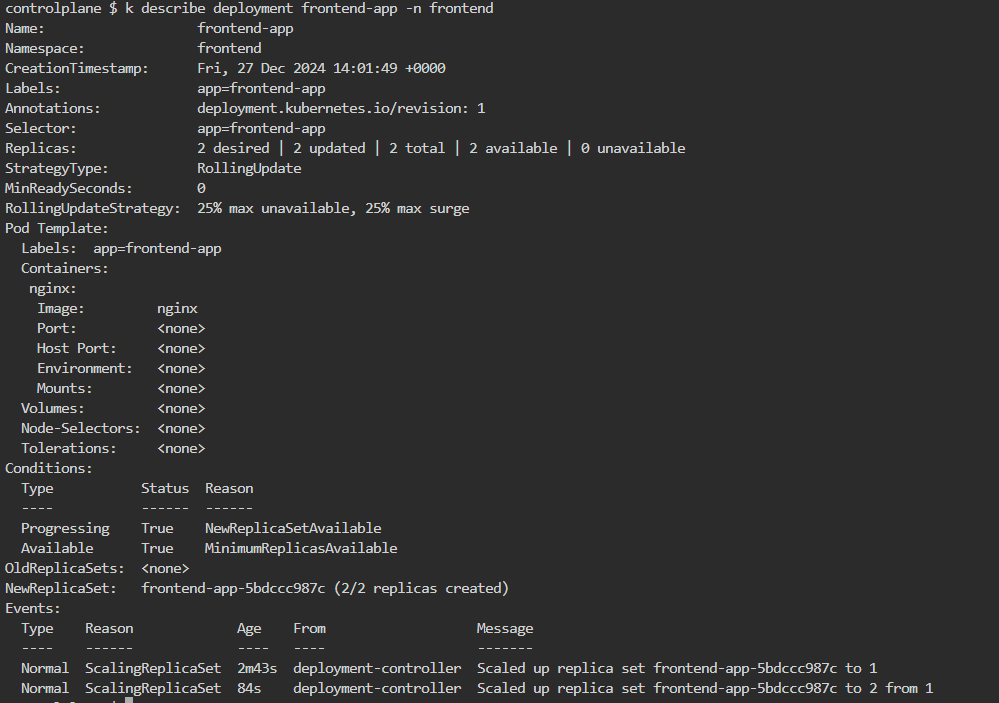 controlplane $ k describe deployment frontend-app -n frontend
Name:                   frontend-app
Namespace:              frontend
CreationTimestamp:      Fri, 27 Dec 2024 14:01:49 +0000
Labels:                 app=frontend-app
Annotations:            deployment.kubernetes.io/revision: 1
Selector:               app=frontend-app
Replicas:               2 desired | 2 updated | 2 total | 2 available | 0 unavailable
StrategyType:           RollingUpdate
MinReadySeconds:        0
RollingUpdateStrategy:  25% max unavailable, 25% max surge
Pod Template:
  Labels:  app=frontend-app
  Containers:
   nginx:
    Image:         nginx
    Port:          <none>
    Host Port:     <none>
    Environment:   <none>
    Mounts:        <none>
  Volumes:         <none>
  Node-Selectors:  <none>
  Tolerations:     <none>
Conditions:
  Type           Status  Reason
  ----           ------  ------
  Progressing    True    NewReplicaSetAvailable
  Available      True    MinimumReplicasAvailable
OldReplicaSets:  <none>
NewReplicaSet:   frontend-app-5bdccc987c (2/2 replicas created)
Events:
  Type    Reason             Age    From                   Message
  ----    ------             ----   ----                   -------
  Normal  ScalingReplicaSet  2m43s  deployment-controller  Scaled up replica set frontend-app-5bdccc987c to 1
  Normal  ScalingReplicaSet  84s    deployment-controller  Scaled up replica set frontend-app-5bdccc987c to 2 from 1